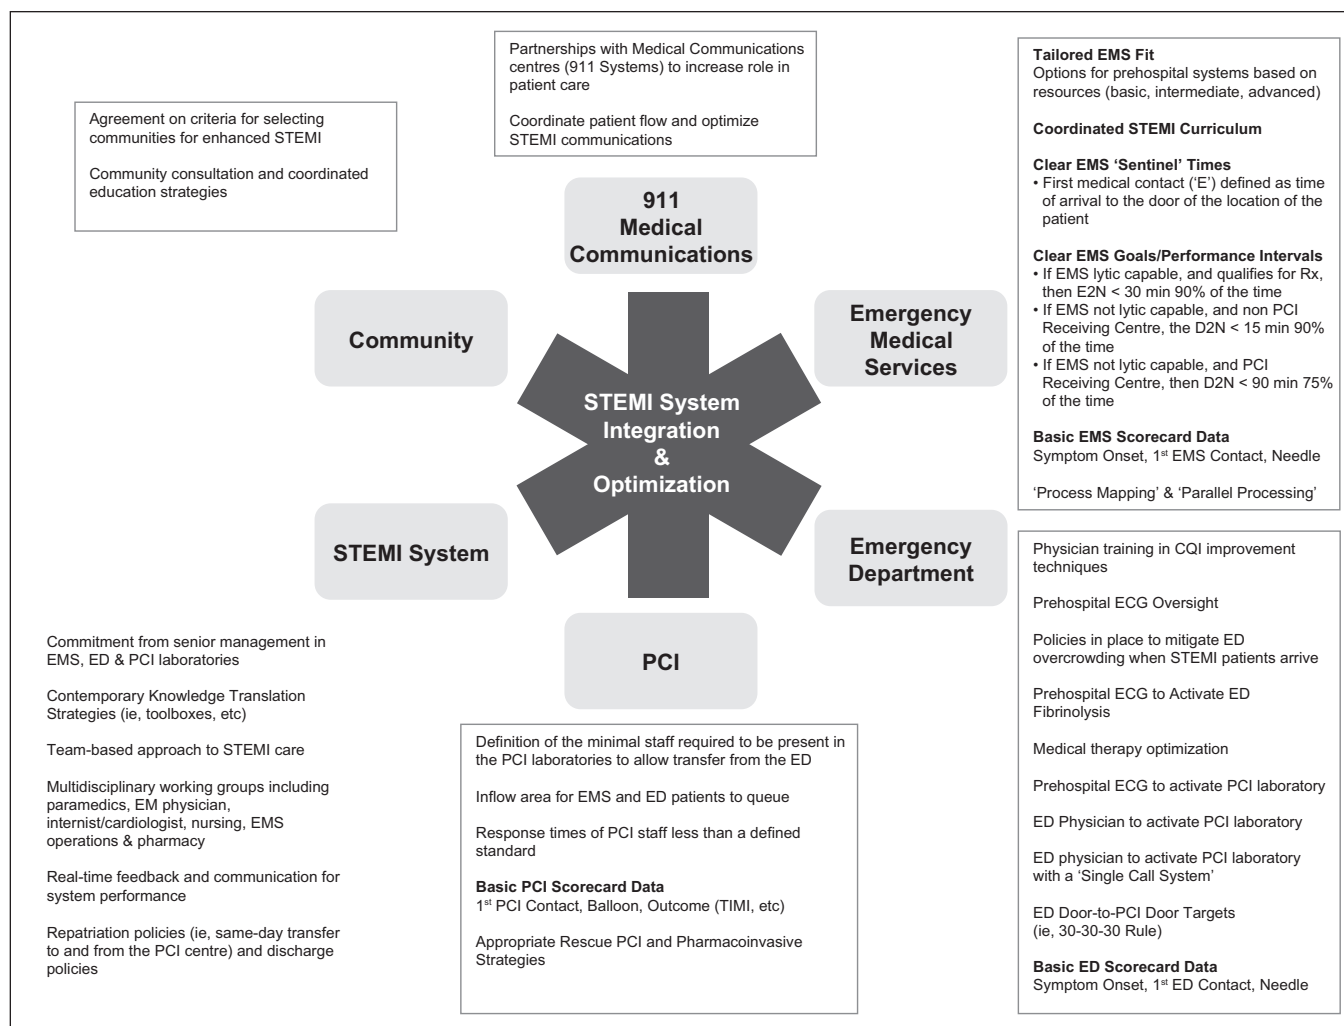 Partnerships with Medical Communications
centres (911 Systems) to increase role in
patient care
Coordinate patient flow and optimize
STEMI communications
Agreement on criteria for selecting
communities for enhanced STEMI
Community consultation and coordinated
education strategies
Tailored EMS Fit
Options for prehospital systems based on
resources (basic, intermediate, advanced)
Coordinated STEMI Curriculum
Clear EMS ‘Sentinel’ Times
• First medical contact (‘E’) defined as time
of arrival to the door of the location of the
patient
Clear EMS Goals/Performance Intervals
• If EMS lytic capable, and qualifies for Rx,
then E2N < 30 min 90% of the time
• If EMS not lytic capable, and non PCI
Receiving Centre, the D2N < 15 min 90%
of the time
• If EMS not lytic capable, and PCI
Receiving Centre, then D2N < 90 min 75%
of the time
Basic EMS Scorecard Data
Symptom Onset, 1st EMS Contact, Needle
‘Process Mapping’ & ‘Parallel Processing’
911
Medical
Communications
Community
Emergency
Medical
Services
STEMI System
Integration
&
Optimization
STEMI System
Emergency
Department
PCI
Commitment from senior management in
EMS, ED & PCI laboratories
Contemporary Knowledge Translation
Strategies (ie, toolboxes, etc)
Team-based approach to STEMI care
Multidisciplinary working groups including
paramedics, EM physician,
internist/cardiologist, nursing, EMS
operations & pharmacy
Real-time feedback and communication for
system performance
Repatriation policies (ie, same-day transfer
to and from the PCI centre) and discharge
policies
Definition of the minimal staff required to be present in
the PCI laboratories to allow transfer from the ED
Inflow area for EMS and ED patients to queue
Response times of PCI staff less than a defined
standard
Basic PCI Scorecard Data
1st PCI Contact, Balloon, Outcome (TIMI, etc)
Appropriate Rescue PCI and Pharmacoinvasive
Strategies
Physician training in CQI improvement
techniques
Prehospital ECG Oversight
Policies in place to mitigate ED
overcrowding when STEMI patients arrive
Prehospital ECG to Activate ED
Fibrinolysis
Medical therapy optimization
Prehospital ECG to activate PCI laboratory
ED Physician to activate PCI laboratory
ED physician to activate PCI laboratory
with a ‘Single Call System’
ED Door-to-PCI Door Targets
(ie, 30-30-30 Rule)
Basic ED Scorecard Data
Symptom Onset, 1st ED Contact, Needle